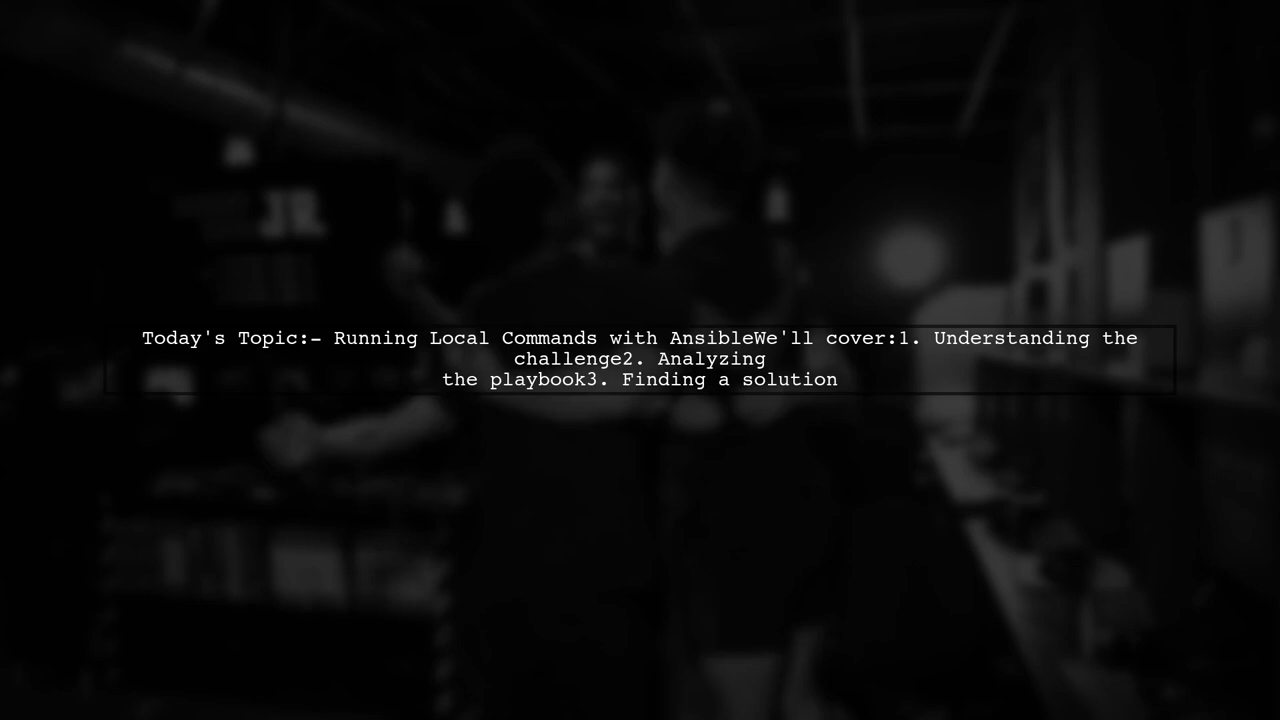 Today's Topic:- Running Local Commands with AnsibleWe'll cover:1. Understanding the
challenge2. Analyzing
the playbook3. Finding a solution